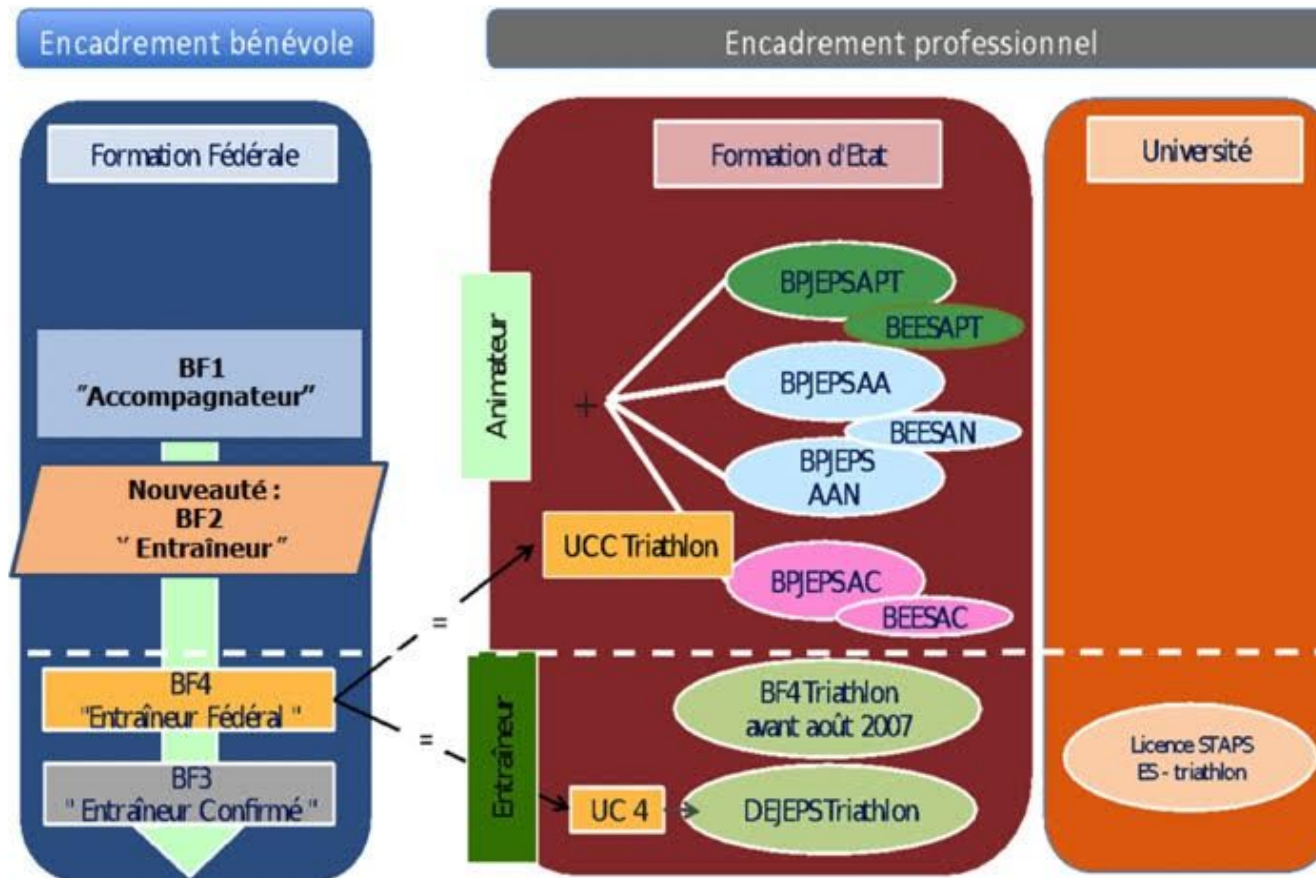 Encadrement bénévole
Encadrement professionnel
Formation Fédérale
BF1
"Accompagnateur"
Nouveauté :
BF2
" Entraîneur "
BF4
"Entraîneur Fédéral "
BF3
" Entraîneur Confirmé "
Formation d'Etat
Animateur
+
BPJEPSAPT
BEESAPT
BPJEPSAA
BEESAN
BPJEPS
AAN
UCC Triathlon
BPJEPSAC
BEESAC
=
=
Entraîneur
BF4 Triathlon
avant août 2007
UC 4
DEJEPS Triathlon
Université
Licence STAPS
ES - triathlon